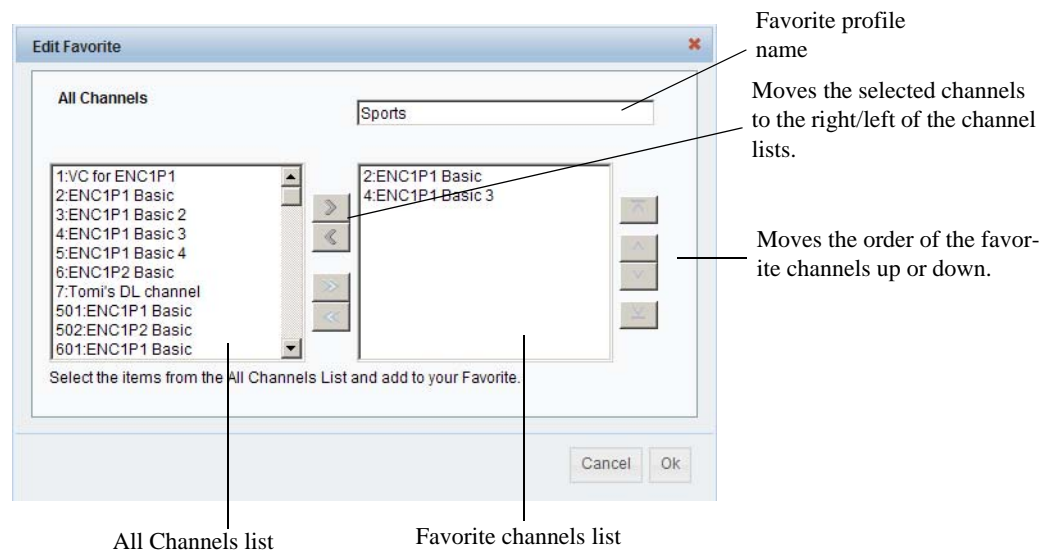 Favorite profile
name
Edit Favorite
All Channels
Sports
Moves the selected channels
to the right/left of the channel
lists.
1:VC for ENC1P1
2:ENC1P1 Basic
3:ENC1P1 Basic 2
4:ENC1P1 Basic 3
5:ENC1P1 Basic 4
6:ENC1P2 Basic
7:Tomi's DL channel
501:ENC1P1 Basic
502:ENC1P2 Basic
601:ENC1P1 Basic
2:ENC1P1 Basic
4:ENC1P1 Basic 3
Moves the order of the favor-
ite channels up or down.
Select the items from the All Channels List and add to your Favorite.
Cancel
Ok
All Channels list
Favorite channels list